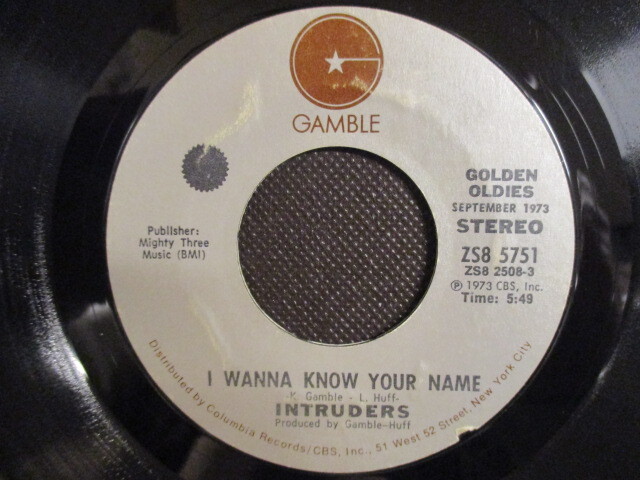 GAMBLE
GOLDEN
OLDIES
SEPTEMBER 1973
STEREO
ZS8 5751
ZS8 2508-3
℗ 1973 CBS, Inc.
Time: 5:49
Publisher:
Mighty Three
Music (BMI)
I WANNA KNOW YOUR NAME
-K. Gamble - L. Huff-
INTRUDERS
Produced by Gamble-Huff
Distributed by Columbia Records/CBS, Inc., 51 West 52 Street, New York City